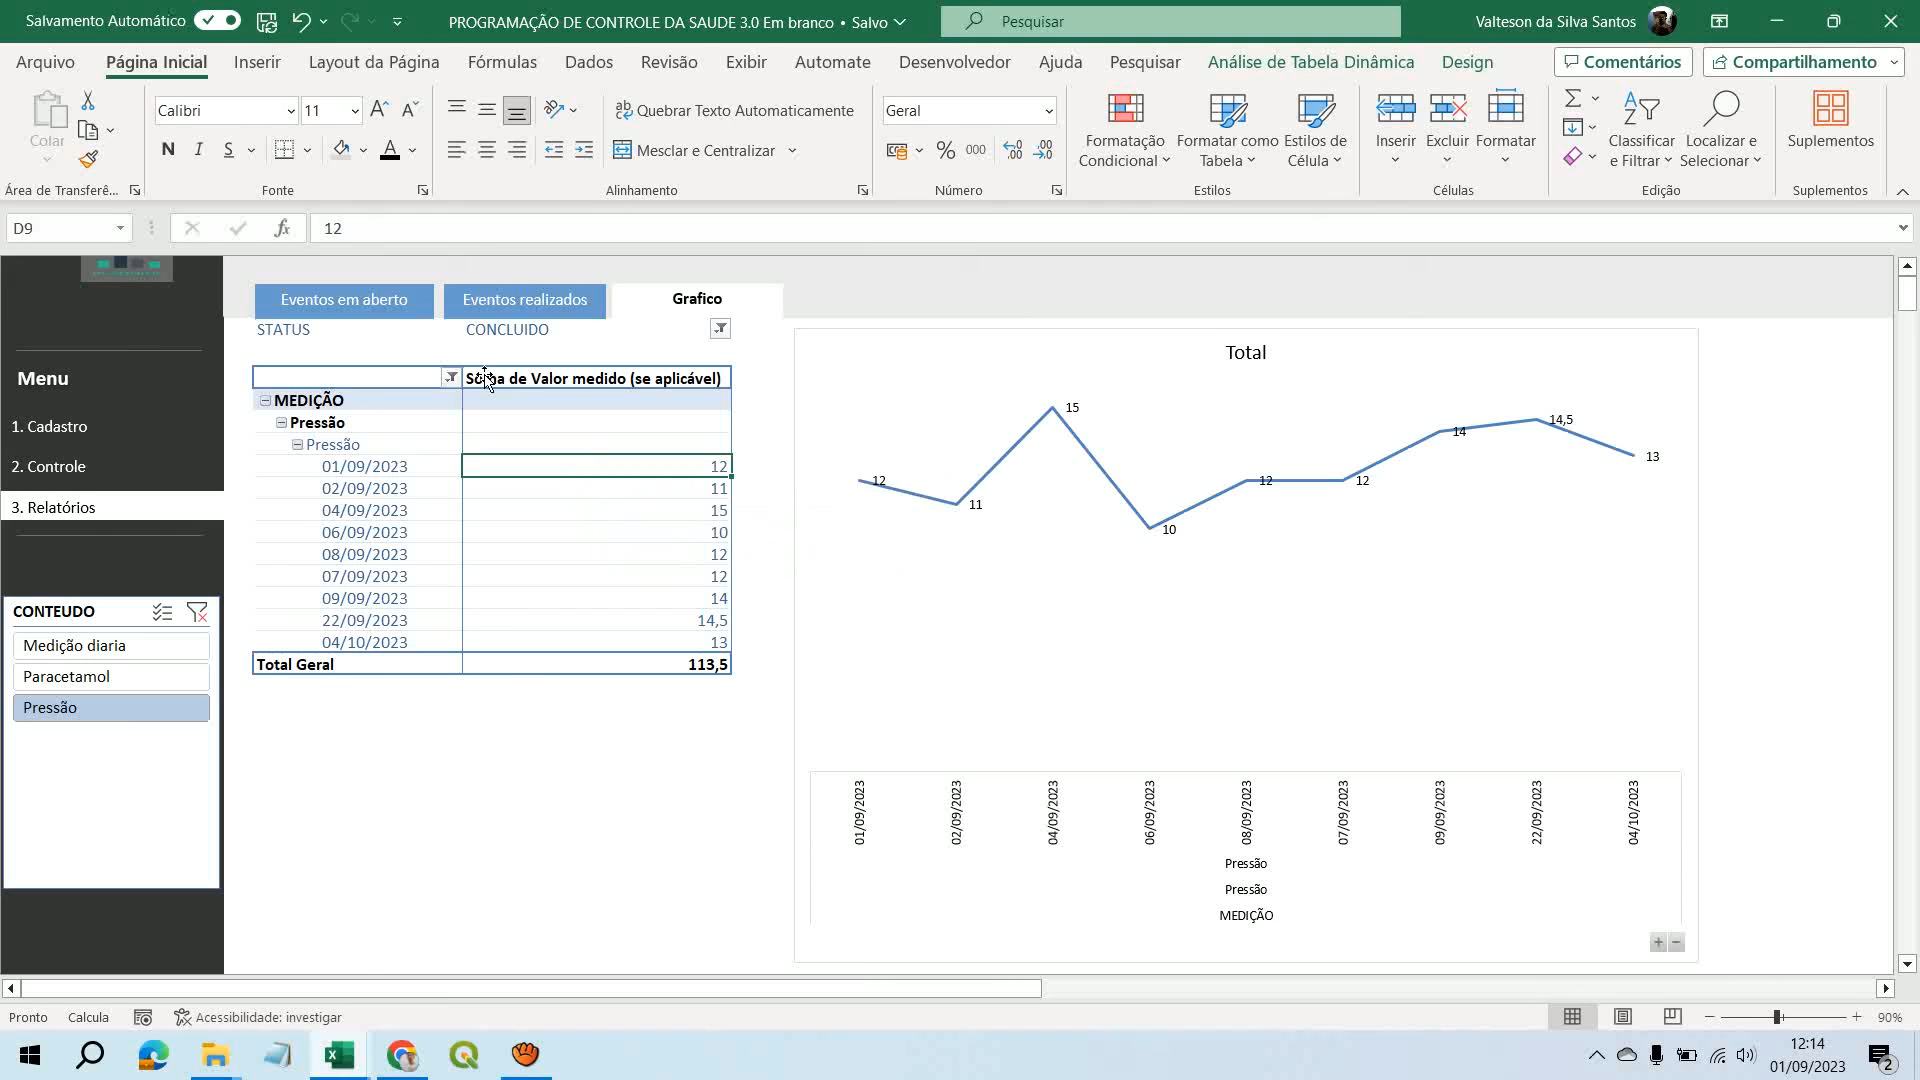 Salvamento Automático
PROGRAMAÇÃO DE CONTROLE DA SAUDE 3.0 Em branco • Salvo
Pesquisar
Valteson da Silva Santos
Arquivo Página Inicial Inserir Layout da Página Fórmulas Dados Revisão Exibir Automate Desenvolvedor Ajuda Pesquisar Análise de Tabela Dinâmica Design Comentários Compartilhamento
Colar
Calibri 11
N I S
Quebrar Texto Automaticamente
Mesclar e Centralizar
Geral
% 000
Formatação Condicional
Formatar como Tabela
Estilos de Célula
Inserir Excluir Formatar
Classificar e Filtrar
Localizar e Selecionar
Suplementos
Área de Transferê... Fonte Alinhamento Número Estilos Células Edição Suplementos
D9 fx 12
Eventos em aberto Eventos realizados Grafico
STATUS CONCLUIDO
Menu
1. Cadastro
2. Controle
3. Relatórios
CONTEUDO
Medição diaria
Paracetamol
Pressão
Soma de Valor medido (se aplicável)
MEDIÇÃO
Pressão
Pressão
01/09/2023 12
02/09/2023 11
04/09/2023 15
06/09/2023 10
08/09/2023 12
07/09/2023 12
09/09/2023 14
22/09/2023 14,5
04/10/2023 13
Total Geral 113,5
Total
12 11 15 10 12 12 14 14,5 13
01/09/2023 02/09/2023 04/09/2023 06/09/2023 08/09/2023 07/09/2023 09/09/2023 22/09/2023 04/10/2023
Pressão
Pressão
MEDIÇÃO
Pronto Calcula Acessibilidade: investigar
90%
12:14
01/09/2023
2